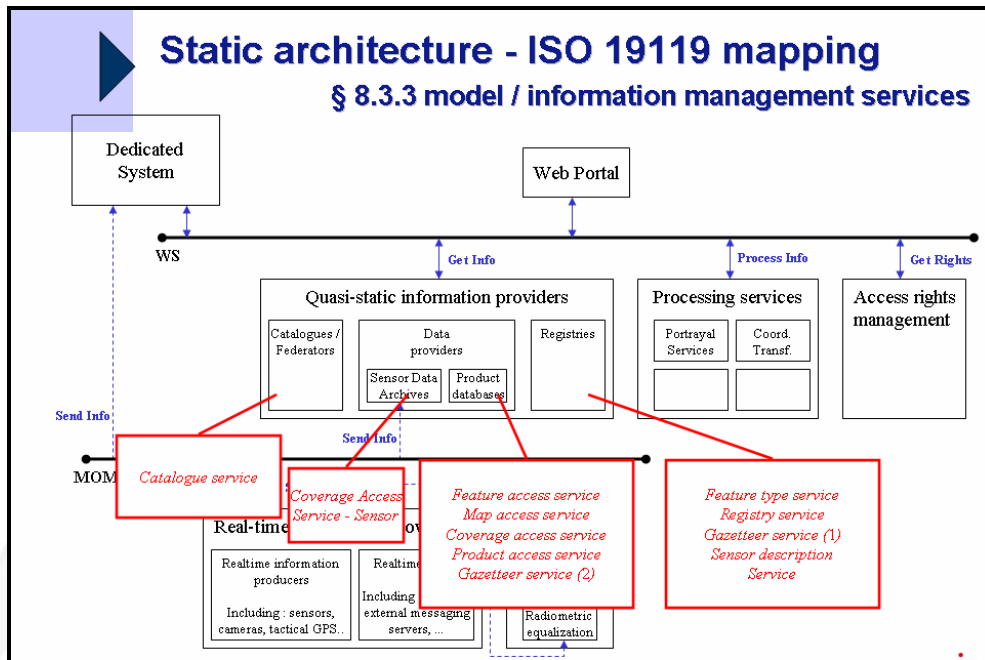 Static architecture - ISO 19119 mapping
§ 8.3.3 model / information management services
Dedicated
System
Web Portal
WS
Get Info
Process Info
Get Rights
Quasi-static information providers
Catalogues /
Federators
Data
providers
Sensor Data
Archives
Product
databases
Registries
Processing services
Portrayal
Services
Coord.
Transf.
Access rights
management
Send Info
Send Info
MOM
Catalogue service
Coverage Access
Service - Sensor
Feature access service
Map access service
Coverage access service
Product access service
Gazetteer service (2)
Feature type service
Registry service
Gazetteer service (1)
Sensor description
Service
Real-time
Realtime information
producers
Including : sensors,
cameras, tactical GPS..
Realtime
Including
external messaging
servers, ...
Radiometric
equalization